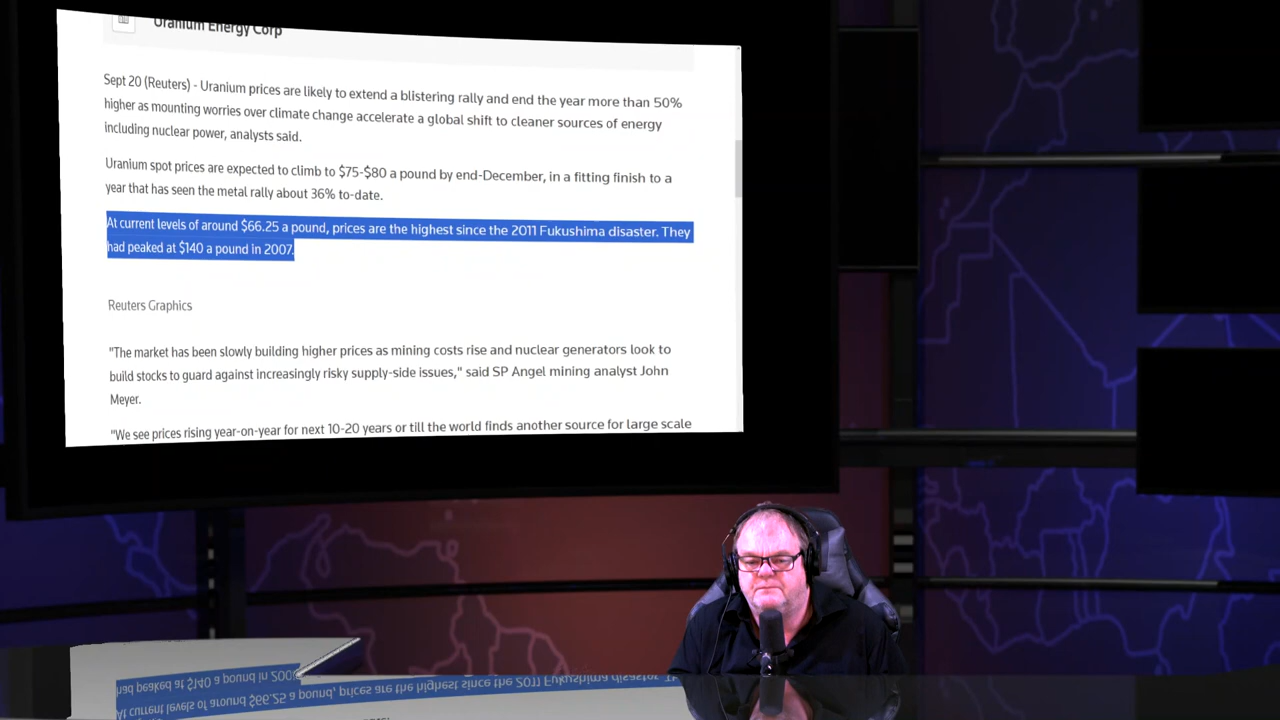 Uranium Energy Corp
Sept 20 (Reuters) - Uranium prices are likely to extend a blistering rally and end the year more than 50%
higher as mounting worries over climate change accelerate a global shift to cleaner sources of energy
including nuclear power, analysts said.
Uranium spot prices are expected to climb to $75-$80 a pound by end-December, in a fitting finish to a
year that has seen the metal rally about 36% to-date.
At current levels of around $66.25 a pound, prices are the highest since the 2011 Fukushima disaster. They
had peaked at $140 a pound in 2007.
Reuters Graphics
"The market has been slowly building higher prices as mining costs rise and nuclear generators look to
build stocks to guard against increasingly risky supply-side issues," said SP Angel mining analyst John
Meyer.
"We see prices rising year-on-year for next 10-20 years or till the world finds another source for large scale